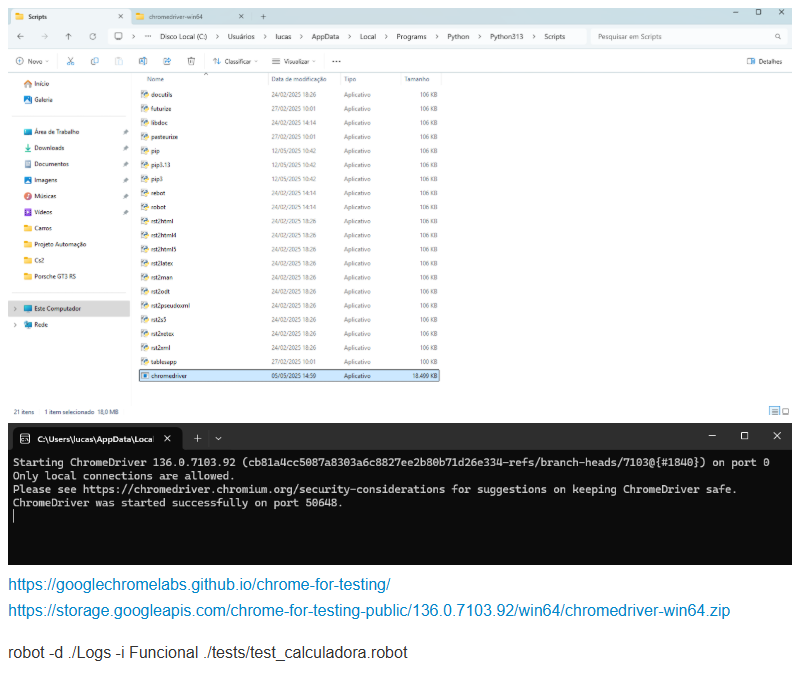 Scripts
chromedriver-win64
Disco Local (C:) > Usuários > lucas > AppData > Local > Programs > Python > Python313 > Scripts
Pesquisar em Scripts
Novo
Classificar
Visualizar
Detalhes
Nome Data de modificação Tipo Tamanho
Início
Galeria
Área de Trabalho
Downloads
Documentos
Imagens
Músicas
Vídeos
Carros
Projeto Automação
Cs2
Porsche GT3 RS
Este Computador
Rede
docutils 24/02/2025 18:26 Aplicativo 106 KB
futurize 27/02/2025 10:01 Aplicativo 106 KB
libdoc 24/02/2025 14:14 Aplicativo 106 KB
pasteurize 27/02/2025 10:01 Aplicativo 106 KB
pip 12/05/2025 10:42 Aplicativo 106 KB
pip3.13 12/05/2025 10:42 Aplicativo 106 KB
pip3 12/05/2025 10:42 Aplicativo 106 KB
rebot 24/02/2025 14:14 Aplicativo 106 KB
robot 24/02/2025 14:14 Aplicativo 106 KB
rst2html 24/02/2025 18:26 Aplicativo 106 KB
rst2html4 24/02/2025 18:26 Aplicativo 106 KB
rst2html5 24/02/2025 18:26 Aplicativo 106 KB
rst2latex 24/02/2025 18:26 Aplicativo 106 KB
rst2man 24/02/2025 18:26 Aplicativo 106 KB
rst2odt 24/02/2025 18:26 Aplicativo 106 KB
rst2pseudoxml 24/02/2025 18:26 Aplicativo 106 KB
rst2s5 24/02/2025 18:26 Aplicativo 106 KB
rst2xetex 24/02/2025 18:26 Aplicativo 106 KB
rst2xml 24/02/2025 18:26 Aplicativo 106 KB
tablesapp 27/02/2025 10:01 Aplicativo 100 KB
chromedriver 05/05/2025 14:59 Aplicativo 18.499 KB
21 itens 1 item selecionado 18,0 MB
C:\Users\lucas\AppData\Local
Starting ChromeDriver 136.0.7103.92 (cb81a4cc5087a8303a6c8827ee2b80b71d26e334-refs/branch-heads/7103@{#1840}) on port 0
Only local connections are allowed.
Please see https://chromedriver.chromium.org/security-considerations for suggestions on keeping ChromeDriver safe.
ChromeDriver was started successfully on port 50648.
https://googlechromelabs.github.io/chrome-for-testing/
https://storage.googleapis.com/chrome-for-testing-public/136.0.7103.92/win64/chromedriver-win64.zip
robot -d ./Logs -i Funcional ./tests/test_calculadora.robot